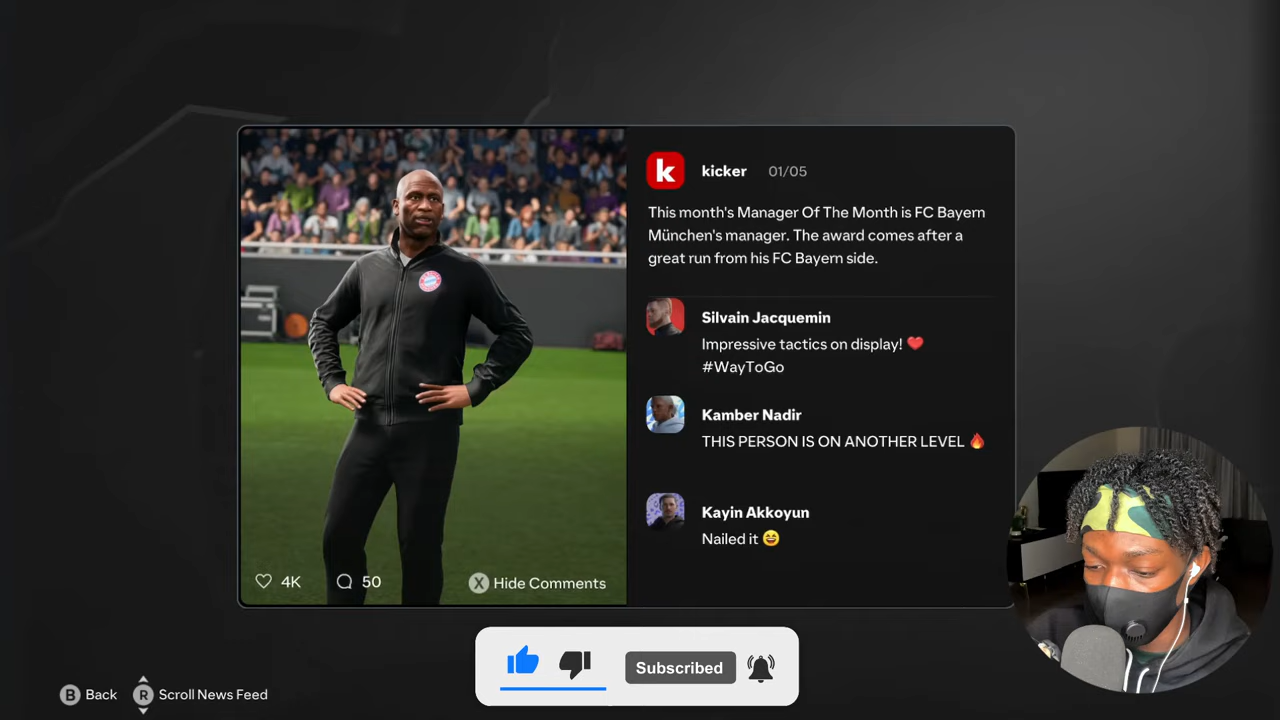 k
kicker 01/05
This month's Manager Of The Month is FC Bayern
München's manager. The award comes after a
great run from his FC Bayern side.
Silvain Jacquemin
Impressive tactics on display! ❤️
#WayToGo
Kamber Nadir
THIS PERSON IS ON ANOTHER LEVEL 🔥
Kayin Akkoyun
Nailed it 😄
4K 50 X Hide Comments
Subscribed
B Back R Scroll News Feed